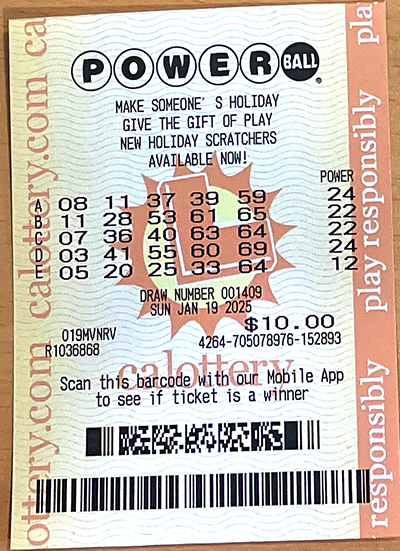 POWERBALL
MAKE SOMEONE' S HOLIDAY
GIVE THE GIFT OF PLAY
NEW HOLIDAY SCRATCHERS
AVAILABLE NOW!
POWER
A 08 11 37 39 59 24
B 11 28 53 61 65 22
C 07 36 40 63 64 22
D 03 41 55 60 69 24
E 05 20 25 33 64 12
DRAW NUMBER 001409
SUN JAN 19 2025
$10.00
019MVNRV
R1036868
4264-705078976-152893
calottery
Scan this barcode with our Mobile App
to see if ticket is a winner
ottery.com calottery.com ca
responsibly play responsibly pla